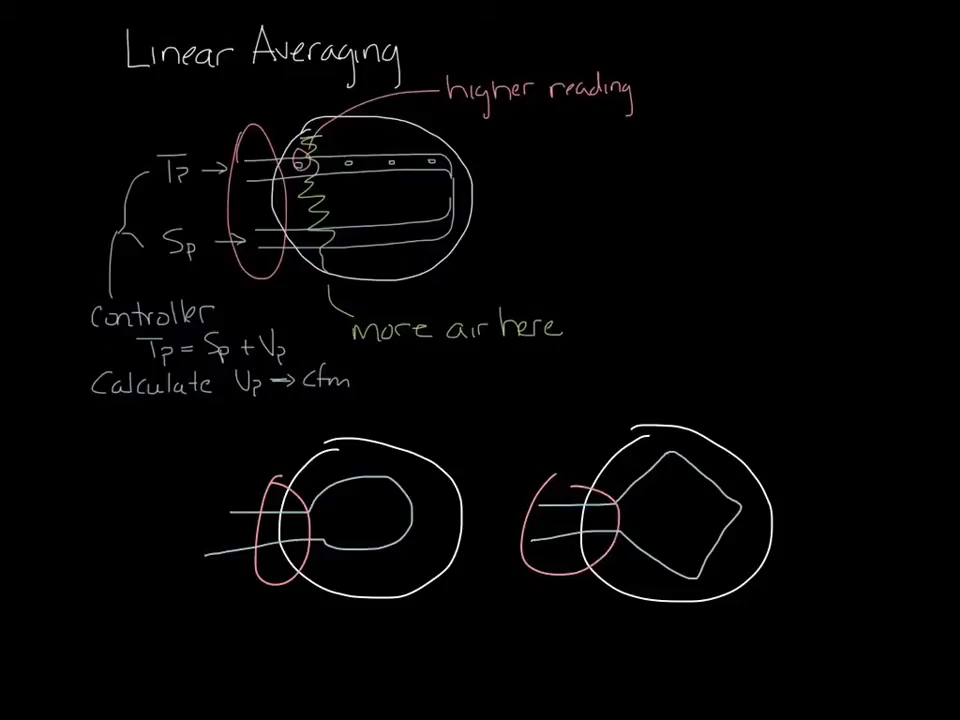 Linear Averaging
higher reading
Tp →
Sp →
more air here
controller
Tp = Sp + Vp
Calculate Vp → cfm